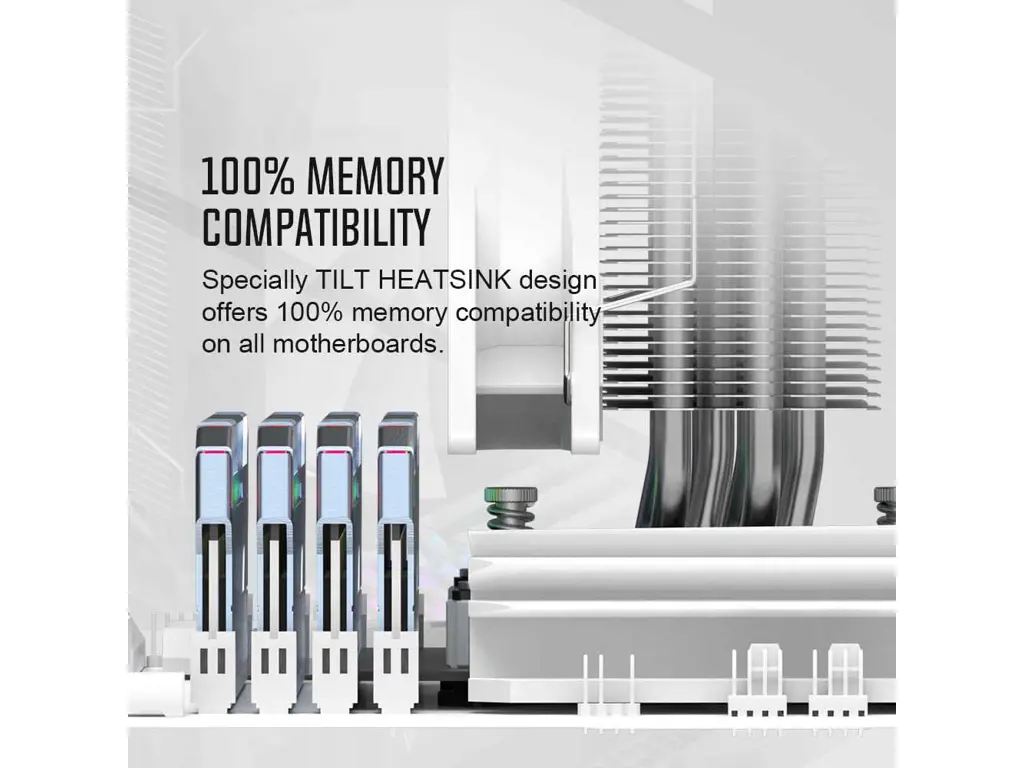 100% MEMORY
COMPATIBILITY
Specially TILT HEATSINK design
offers 100% memory compatibility
on all motherboards.